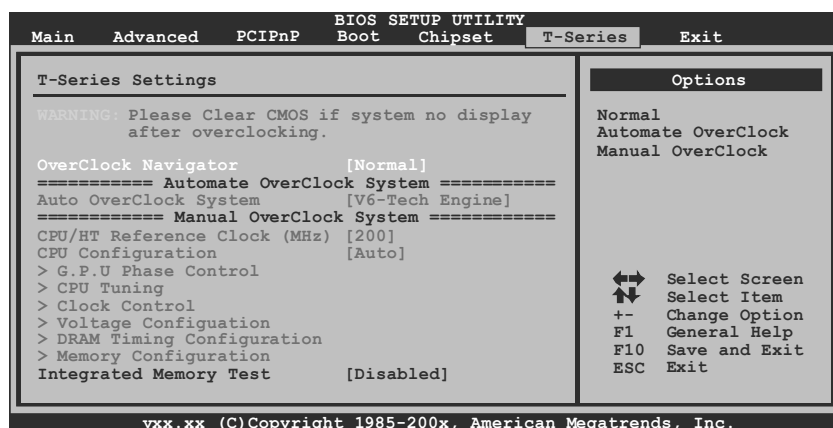 BIOS SETUP UTILITY
Main Advanced PCIPnP Boot Chipset T-Series Exit
T-Series Settings
WARNING: Please Clear CMOS if system no display
after overclocking.
OverClock Navigator [Normal]
=========== Automate OverClock System ===========
Auto OverClock System [V6-Tech Engine]
============ Manual OverClock System ============
CPU/HT Reference Clock (MHz) [200]
CPU Configuration [Auto]
> G.P.U Phase Control
> CPU Tuning
> Clock Control
> Voltage Configuation
> DRAM Timing Configuration
> Memory Configuration
Integrated Memory Test [Disabled]
Options
Normal
Automate OverClock
Manual OverClock
Select Screen
Select Item
+- Change Option
F1 General Help
F10 Save and Exit
ESC Exit
vxx.xx (C)Copyright 1985-200x, American Megatrends, Inc.